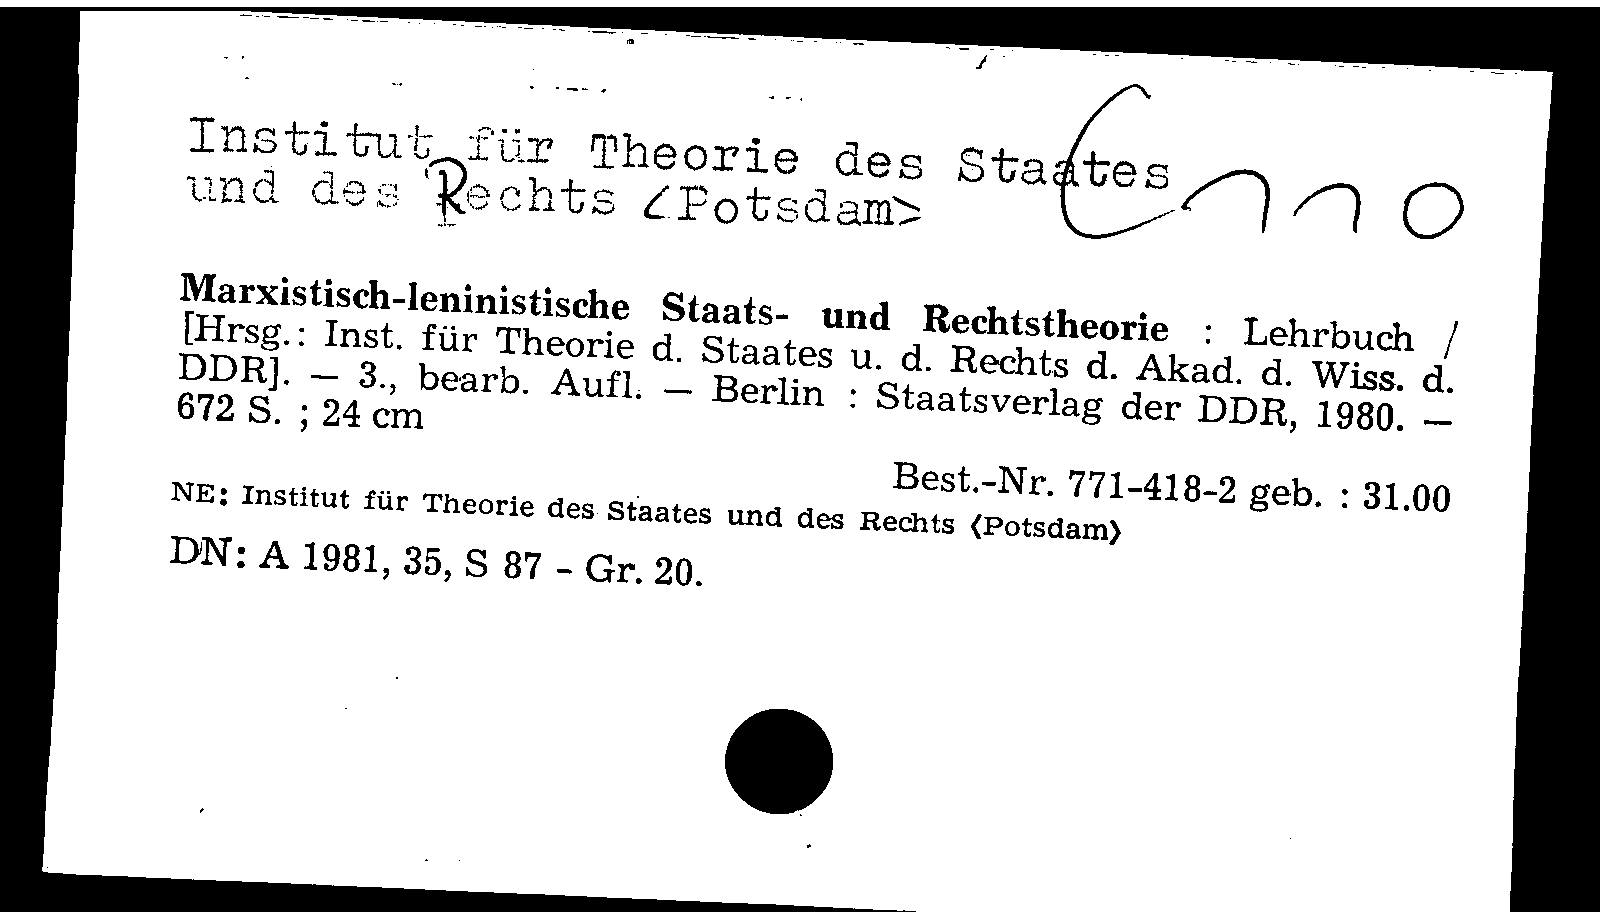 Institut für Theorie des Staates
und des Rechts <Potsdam>
Marxistisch-leninistische Staats- und Rechtstheorie : Lehrbuch /
[Hrsg.: Inst. für Theorie d. Staates u. d. Rechts d. Akad. d. Wiss. d.
DDR]. — 3., bearb. Aufl. — Berlin : Staatsverlag der DDR, 1980. —
672 S. ; 24 cm
Best.-Nr. 771-418-2 geb. : 31.00
NE: Institut für Theorie des Staates und des Rechts ⟨Potsdam⟩
DN: A 1981, 35, S 87 - Gr. 20.